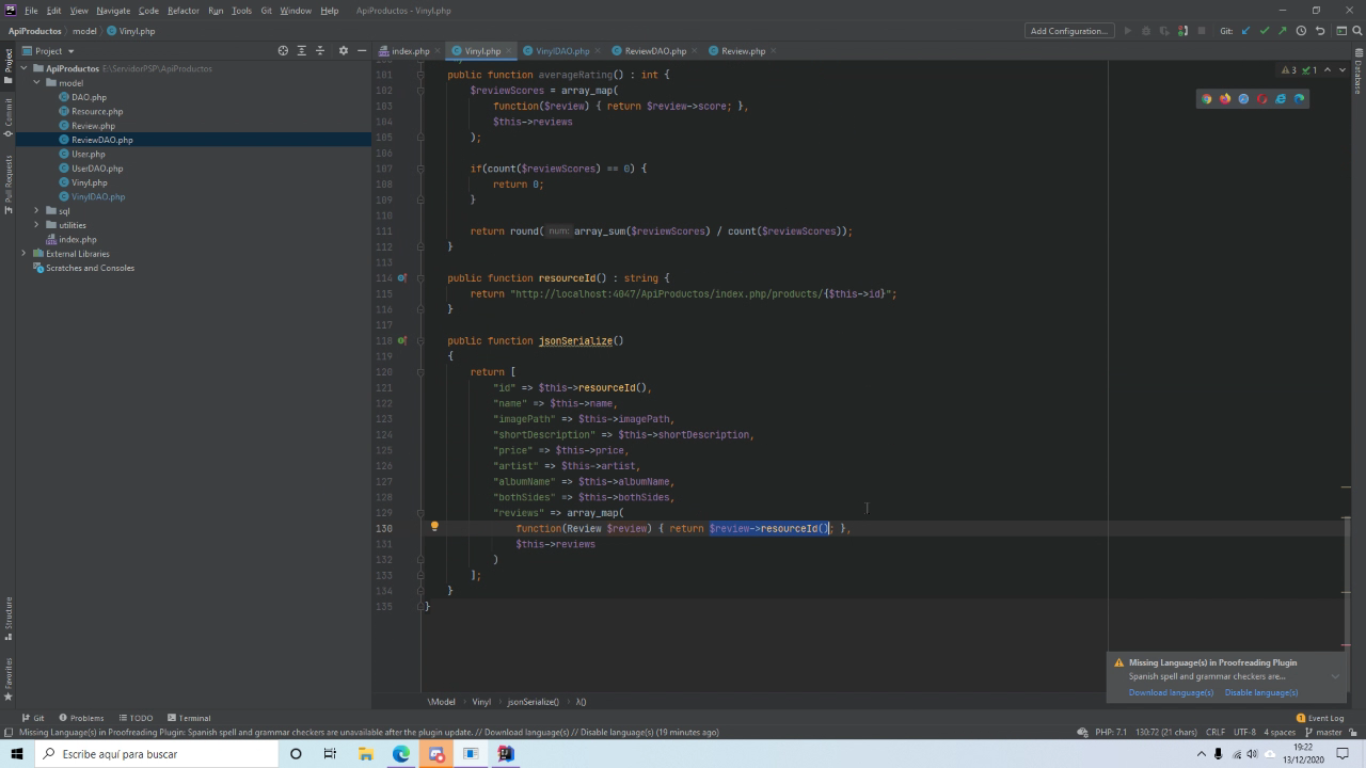 File Edit View Navigate Code Refactor Run Tools Git Window Help ApiProductos - Vinyl.php
ApiProductos model Vinyl.php Add Configuration... Git:
Project index.php Vinyl.php VinylDAO.php ReviewDAO.php Review.php
Project
Commit
Pull Requests
Structure
Favorites
Database
ApiProductos E:\ServidorPSP\ApiProductos
model
DAO.php
Resource.php
Review.php
ReviewDAO.php
User.php
UserDAO.php
Vinyl.php
VinylDAO.php
sql
utilities
index.php
External Libraries
Scratches and Consoles
3 1
101 public function averageRating() : int {
102 $reviewScores = array_map(
103 function($review) { return $review->score; },
104 $this->reviews
105 );
106
107 if(count($reviewScores) == 0) {
108 return 0;
109 }
110
111 return round( num: array_sum($reviewScores) / count($reviewScores));
112 }
113
114 public function resourceId() : string {
115 return "http://localhost:4047/ApiProductos/index.php/products/{$this->id}";
116 }
117
118 public function jsonSerialize()
119 {
120 return [
121 "id" => $this->resourceId(),
122 "name" => $this->name,
123 "imagePath" => $this->imagePath,
124 "shortDescription" => $this->shortDescription,
125 "price" => $this->price,
126 "artist" => $this->artist,
127 "albumName" => $this->albumName,
128 "bothSides" => $this->bothSides,
129 "reviews" => array_map(
130 function(Review $review) { return $review->resourceId(); },
131 $this->reviews
132 )
133 ];
134 }
135 }
Missing Language(s) in Proofreading Plugin
Spanish spell and grammar checkers are...
Download language(s) Disable language(s)
\Model Vinyl jsonSerialize() λ()
Git Problems TODO Terminal 1 Event Log
Missing Language(s) in Proofreading Plugin: Spanish spell and grammar checkers are unavailable after the plugin update. // Download language(s) // Disable language(s) (19 minutes ago) PHP: 7.1 130:72 (21 chars) CRLF UTF-8 4 spaces master
Escribe aquí para buscar 19:22
13/12/2020